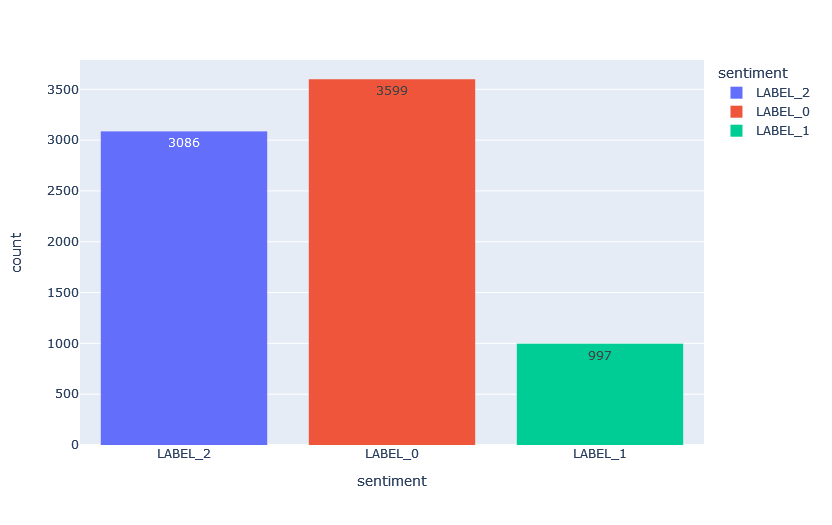 sentiment
LABEL_2
LABEL_0
LABEL_1
3500
3000
2500
2000
1500
1000
500
0
count
3086
3599
997
LABEL_2
LABEL_0
LABEL_1
sentiment